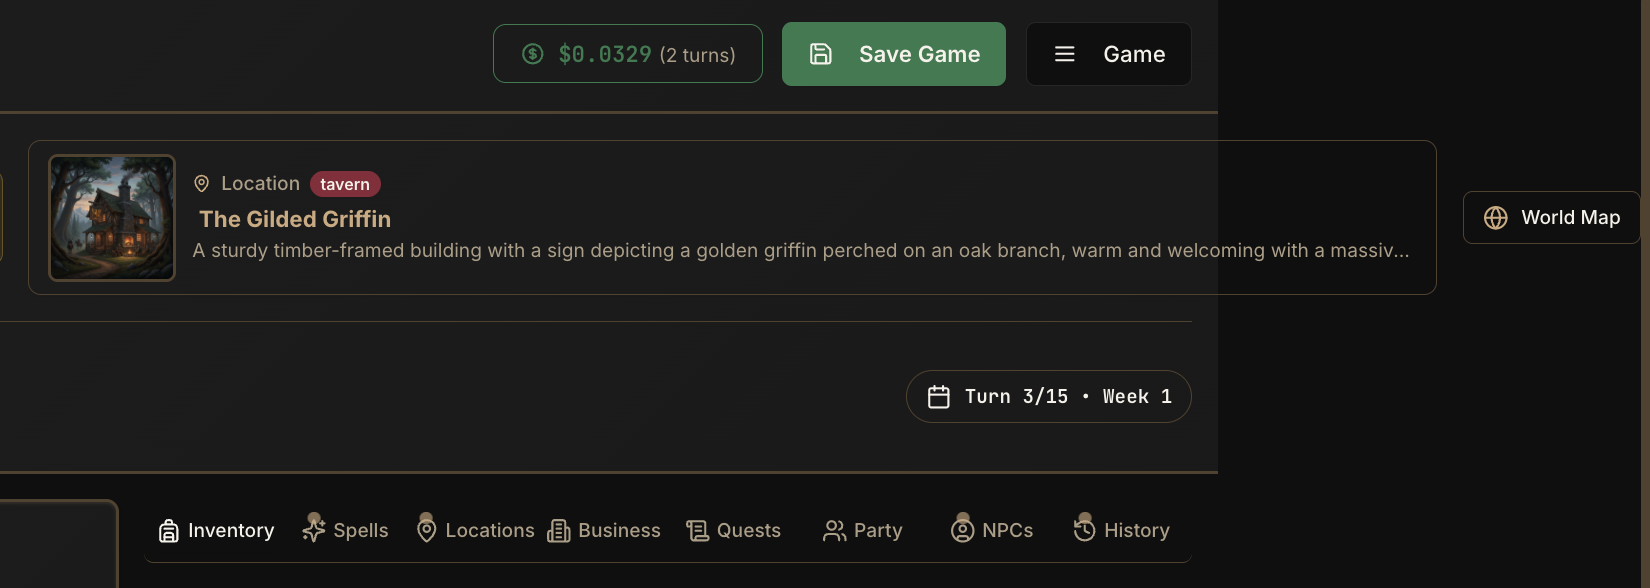 $0.0329 (2 turns)
Save Game
Game
Location tavern
The Gilded Griffin
A sturdy timber-framed building with a sign depicting a golden griffin perched on an oak branch, warm and welcoming with a massiv...
World Map
Turn 3/15 • Week 1
Inventory Spells Locations Business Quests Party NPCs History